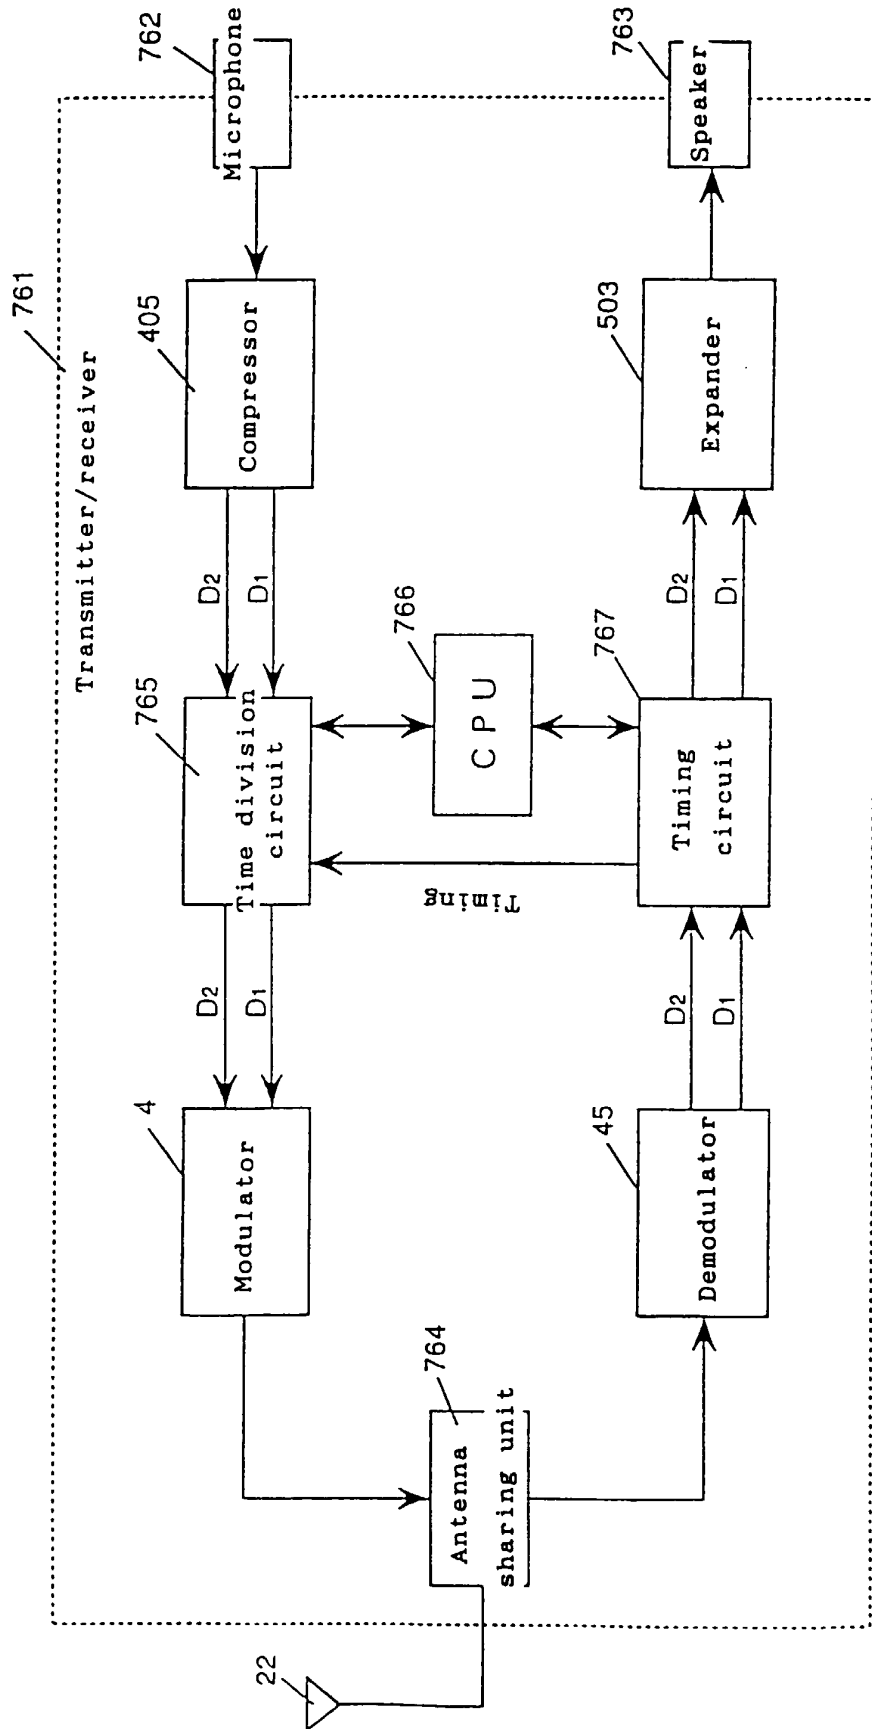 761
Transmitter/receiver
22
764
Antenna
sharing unit
4
Modulator
D2
D1
765
Time division
circuit
D2
D1
405
Compressor
762
Microphone
766
CPU
Timing
45
Demodulator
D2
D1
767
Timing
circuit
D2
D1
503
Expander
763
Speaker